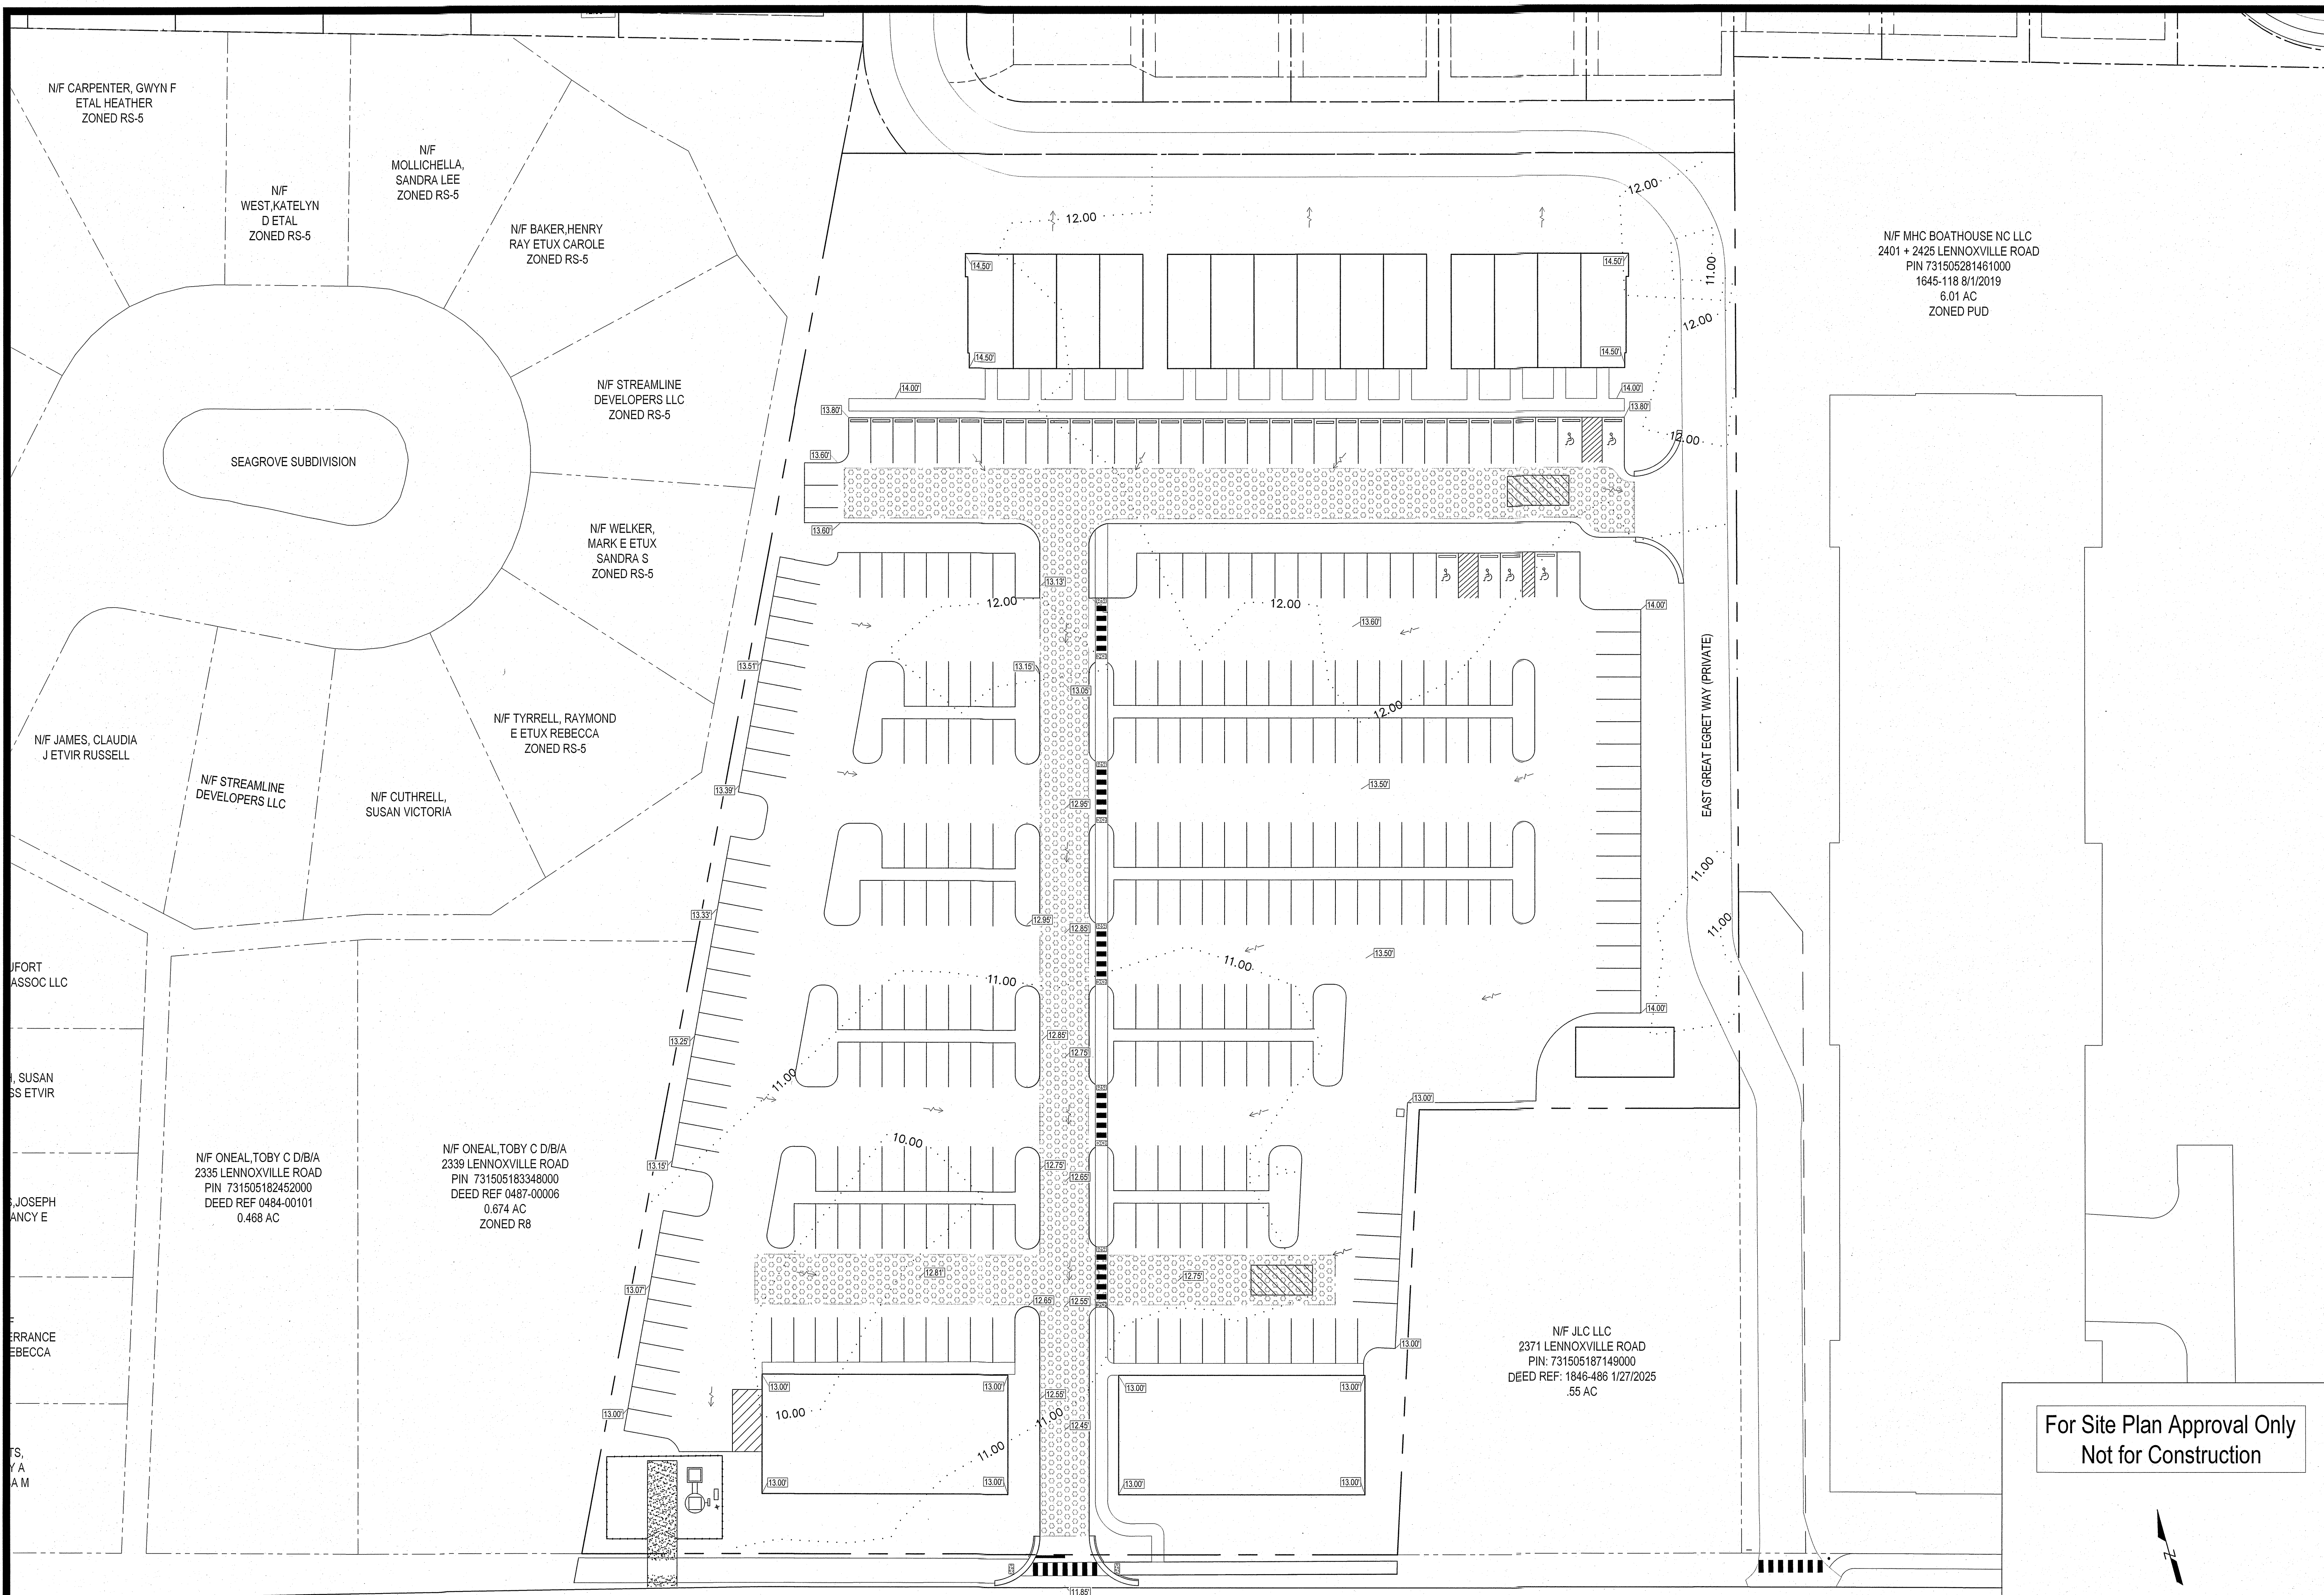 N/F CARPENTER, GWYN F
ETAL HEATHER
ZONED RS-5
N/F
WEST,KATELYN
D ETAL
ZONED RS-5
N/F
MOLLICHELLA,
SANDRA LEE
ZONED RS-5
N/F BAKER,HENRY
RAY ETUX CAROLE
ZONED RS-5
N/F STREAMLINE
DEVELOPERS LLC
ZONED RS-5
SEAGROVE SUBDIVISION
N/F WELKER,
MARK E ETUX
SANDRA S
ZONED RS-5
N/F TYRRELL, RAYMOND
E ETUX REBECCA
ZONED RS-5
N/F JAMES, CLAUDIA
J ETVIR RUSSELL
N/F STREAMLINE
DEVELOPERS LLC
N/F CUTHRELL,
SUSAN VICTORIA
UFORT
ASSOC LLC
, SUSAN
SS ETVIR
,JOSEPH
ANCY E
ERRANCE
EBECCA
TS,
Y A
A M
N/F ONEAL,TOBY C D/B/A
2335 LENNOXVILLE ROAD
PIN 731505182452000
DEED REF 0484-00101
0.468 AC
N/F ONEAL,TOBY C D/B/A
2339 LENNOXVILLE ROAD
PIN 731505183348000
DEED REF 0487-00006
0.674 AC
ZONED R8
N/F MHC BOATHOUSE NC LLC
2401 + 2425 LENNOXVILLE ROAD
PIN 731505281461000
1645-118 8/1/2019
6.01 AC
ZONED PUD
12.00
12.00
11.00
12.00
12.00
14.50'
14.50'
14.50'
14.50'
14.00'
14.00'
13.80'
13.80'
13.60'
13.60'
13.13'
12.00
12.00
14.00'
13.60'
13.51'
13.15'
13.05'
12.00
EAST GREAT EGRET WAY (PRIVATE)
13.39'
12.95'
13.50'
11.00
13.33'
12.95'
12.85'
11.00
13.50'
11.00
11.00
14.00'
13.25'
12.85'
12.75'
11.00
13.00'
10.00
13.15'
12.75'
12.65'
13.07'
12.81'
12.75'
12.65'
12.55'
13.00'
N/F JLC LLC
2371 LENNOXVILLE ROAD
PIN: 731505187149000
DEED REF: 1846-486 1/27/2025
.55 AC
13.00'
13.00'
13.00'
12.55'
13.00'
13.00'
10.00
11.00
12.45'
11.00
13.00'
13.00'
13.00'
13.00'
11.85'
For Site Plan Approval Only
Not for Construction
N